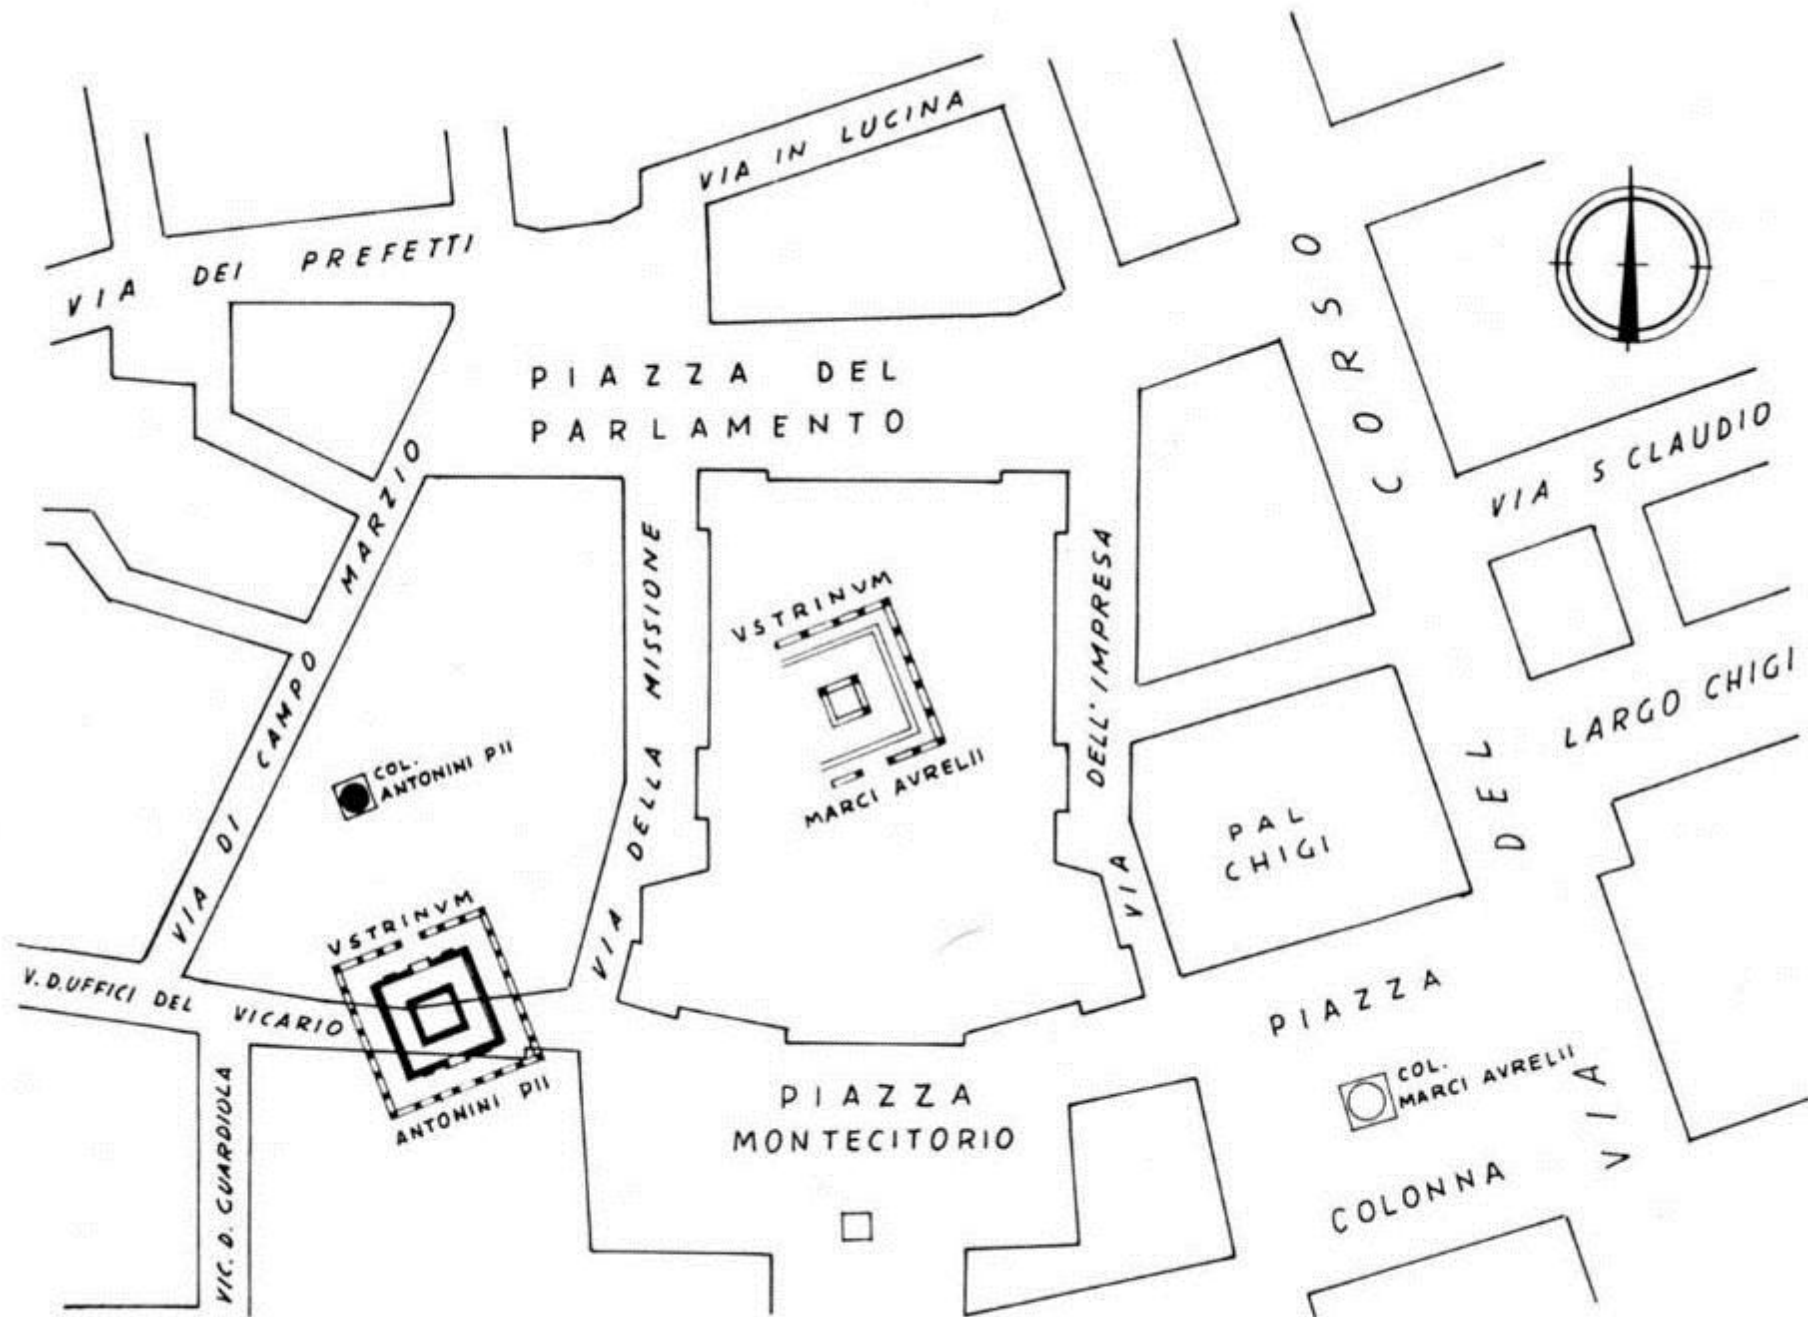 VIA IN LUCINA
VIA DEI PREFETTI
PIAZZA DEL
PARLAMENTO
VIA S CLAUDIO
VIA DI CAMPO MARZIO
VIA DELLA MISSIONE
VSTRINVM
MARCI AVRELII
VIA DELL'IMPRESA
VIA DEL CORSO
LARGO CHIGI
COL.
ANTONINI PII
PAL
CHIGI
VSTRINVM
ANTONINI PII
V. D. UFFICI DEL VICARIO
VIC. D. GUARDIOLA
PIAZZA
MONTECITORIO
PIAZZA
COLONNA
COL.
MARCI AVRELII